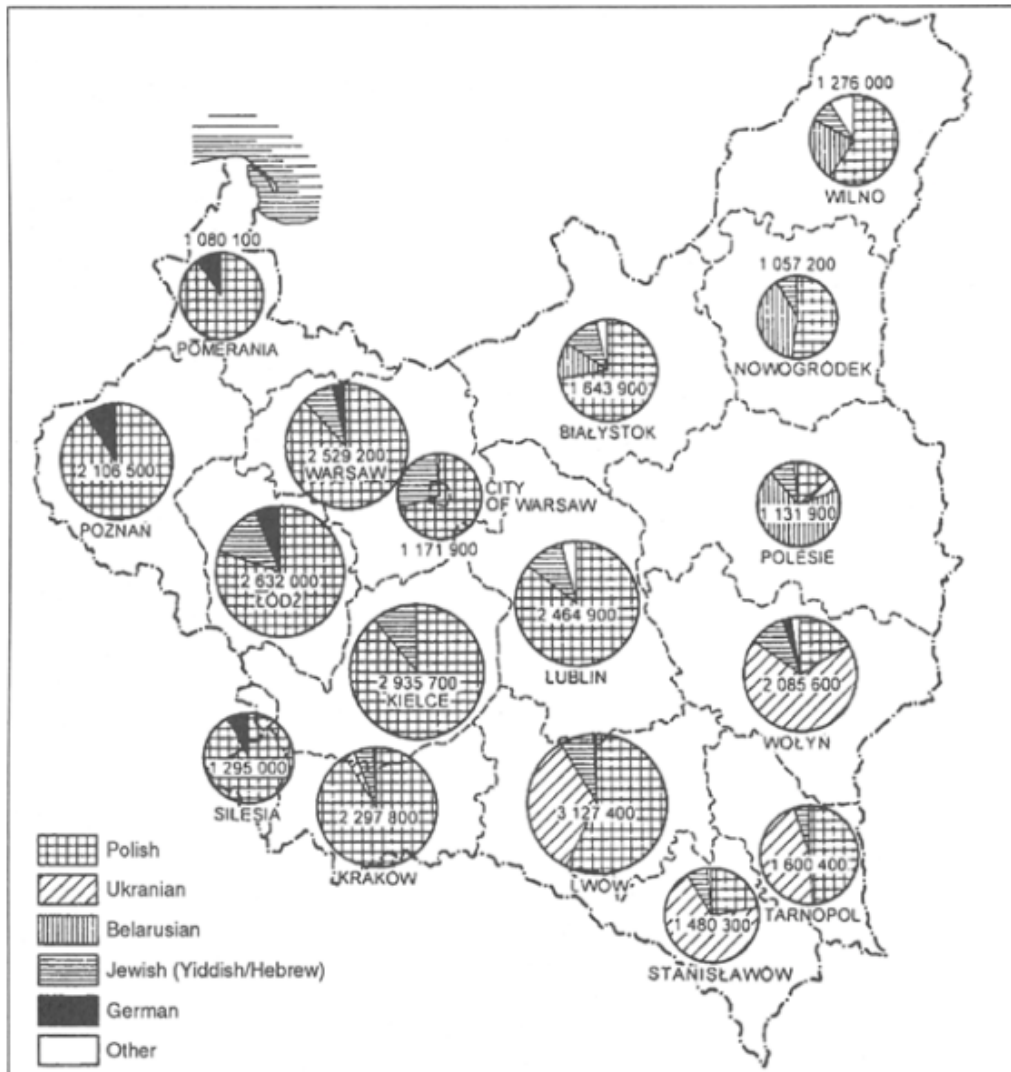 1 276 000
WILNO
1 080 100
POMERANIA
1 057 200
NOWOGRÓDEK
1 643 900
BIAŁYSTOK
2 106 500
POZNAŃ
2 529 200
WARSAW
CITY
OF WARSAW
1 171 900
1 131 900
POLESIE
2 632 000
ŁÓDŹ
2 464 900
LUBLIN
2 935 700
KIELCE
2 085 600
WOŁYN
1 295 000
SILESIA
2 297 800
KRAKÓW
3 127 400
LWÓW
1 600 400
TARNOPOL
1 480 300
STANISŁAWÓW
Polish
Ukranian
Belarusian
Jewish (Yiddish/Hebrew)
German
Other